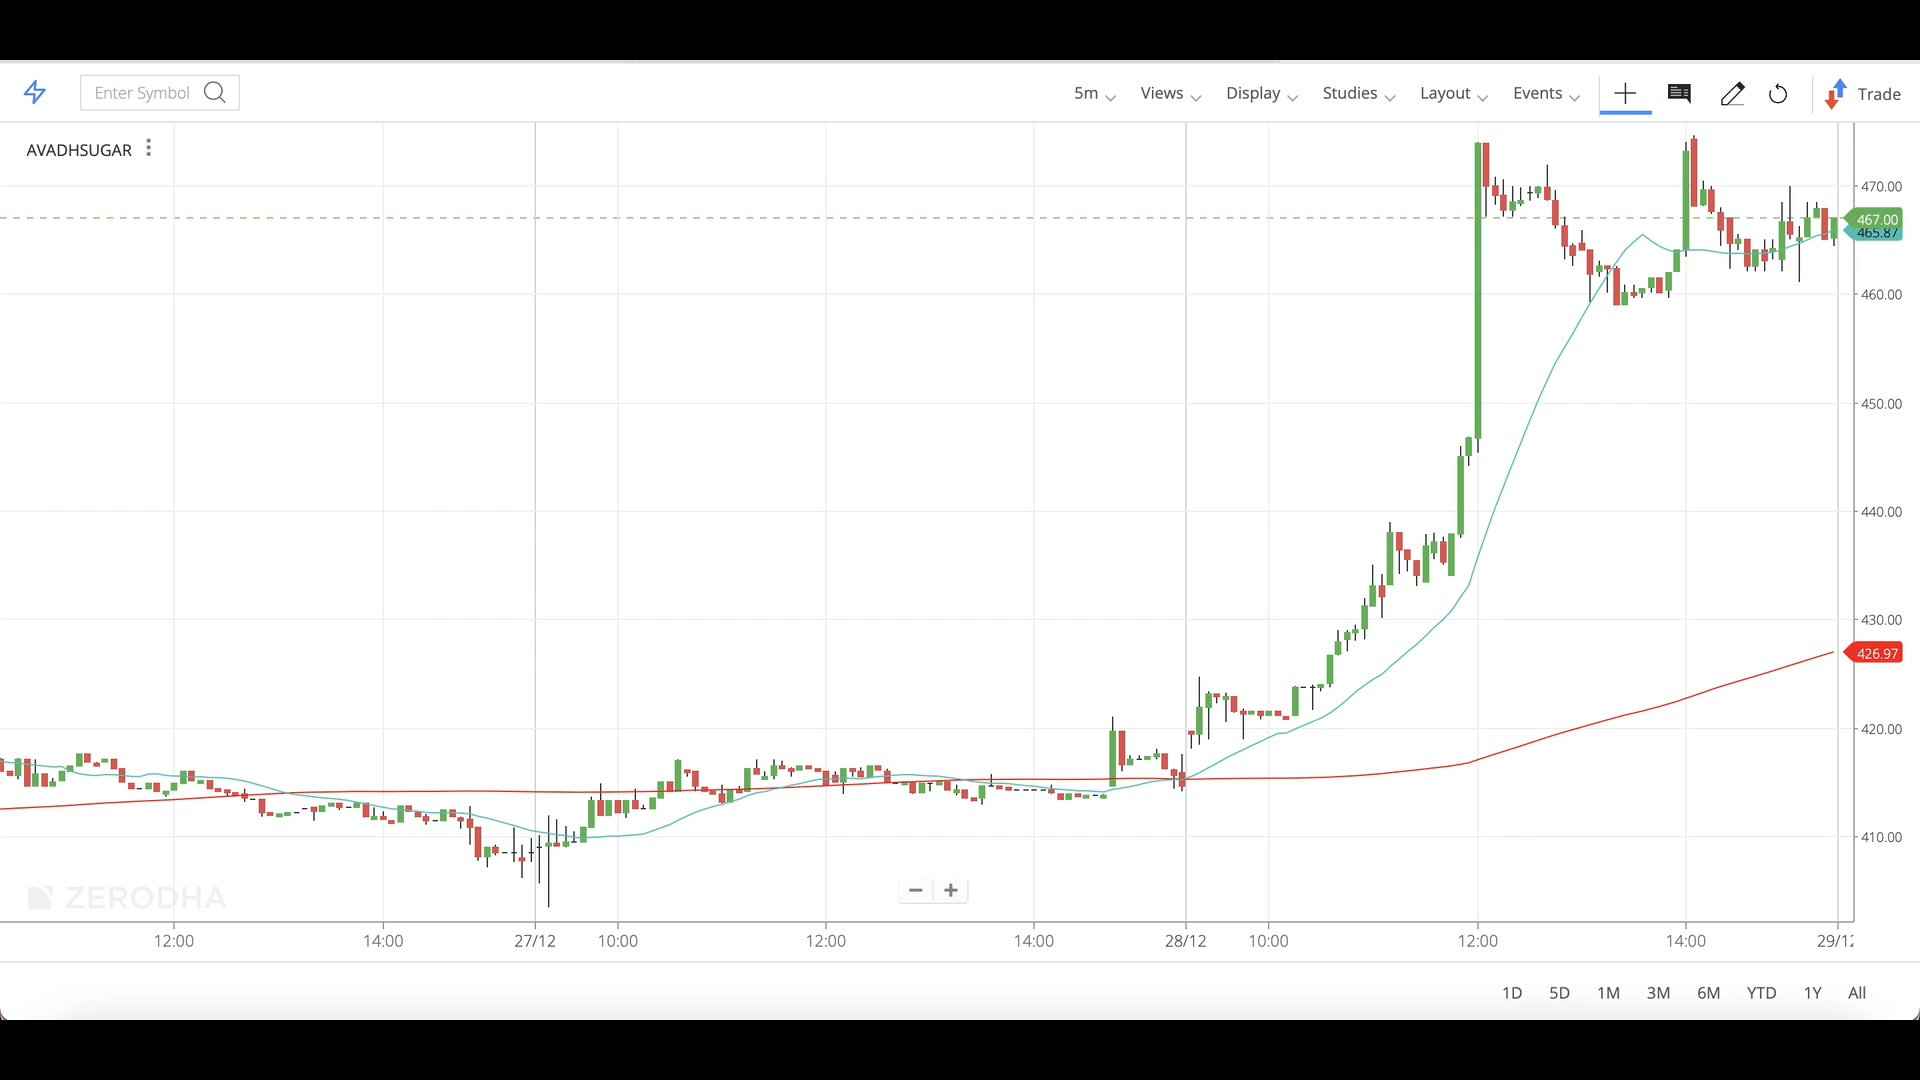 Enter Symbol 5m Views Display Studies Layout Events Trade
AVADHSUGAR
470.00
467.00
465.87
460.00
450.00
440.00
430.00
426.97
420.00
410.00
ZERODHA
12:00 14:00 27/12 10:00 12:00 14:00 28/12 10:00 12:00 14:00 29/1
1D 5D 1M 3M 6M YTD 1Y All